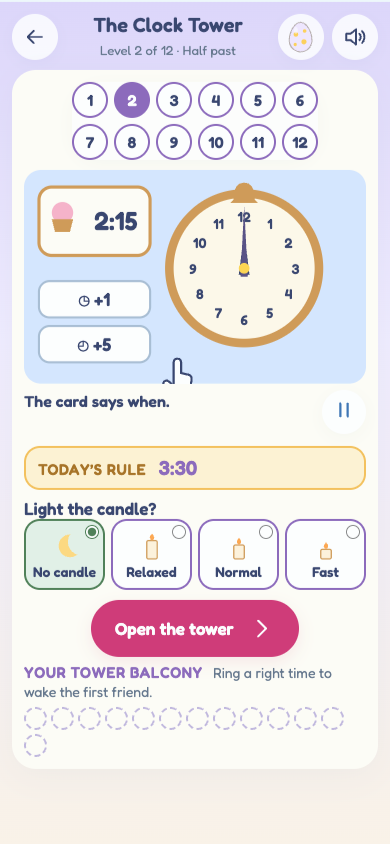 The Clock Tower
Level 2 of 12 · Half past
1 2 3 4 5 6
7 8 9 10 11 12
2:15
+1
+5
12
1
2
3
4
5
6
7
8
9
10
11
The card says when.
TODAY'S RULE 3:30
Light the candle?
No candle Relaxed Normal Fast
Open the tower
YOUR TOWER BALCONY Ring a right time to
wake the first friend.